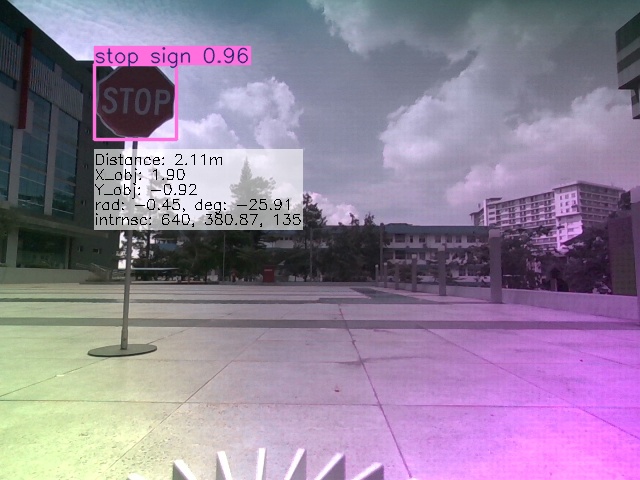 stop sign 0.96
STOP
Distance: 2.11m
X_obj: 1.90
Y_obj: -0.92
rad: -0.45, deg: -25.91
intrnsc: 640, 380.87, 135